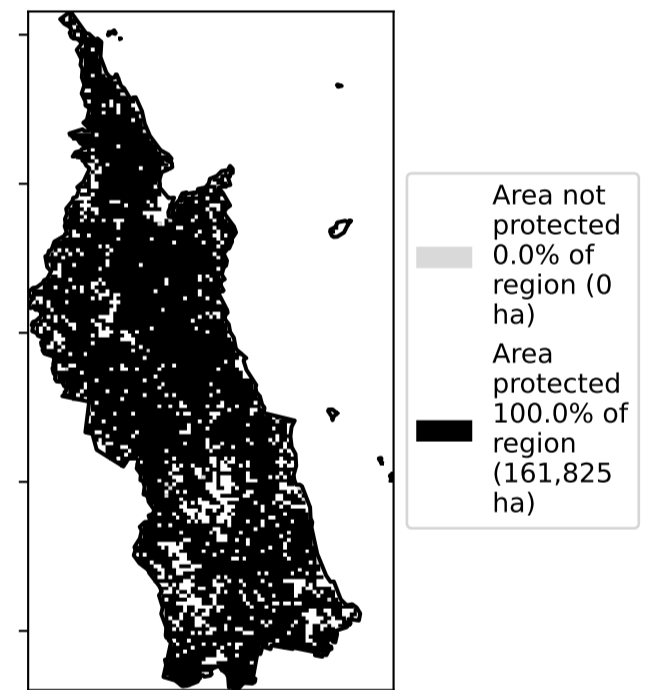 Area not
protected
0.0% of
region (0
ha)
Area
protected
100.0% of
region
(161,825
ha)